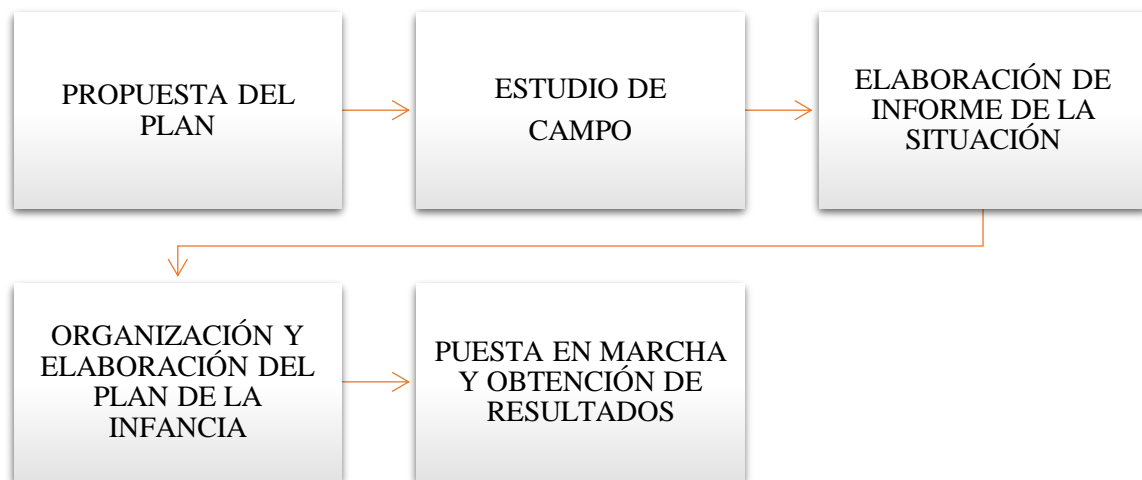 PROPUESTA DEL
PLAN
ESTUDIO DE
CAMPO
ELABORACIÓN DE
INFORME DE LA
SITUACIÓN
ORGANIZACIÓN Y
ELABORACIÓN DEL
PLAN DE LA
INFANCIA
PUESTA EN MARCHA
Y OBTENCIÓN DE
RESULTADOS